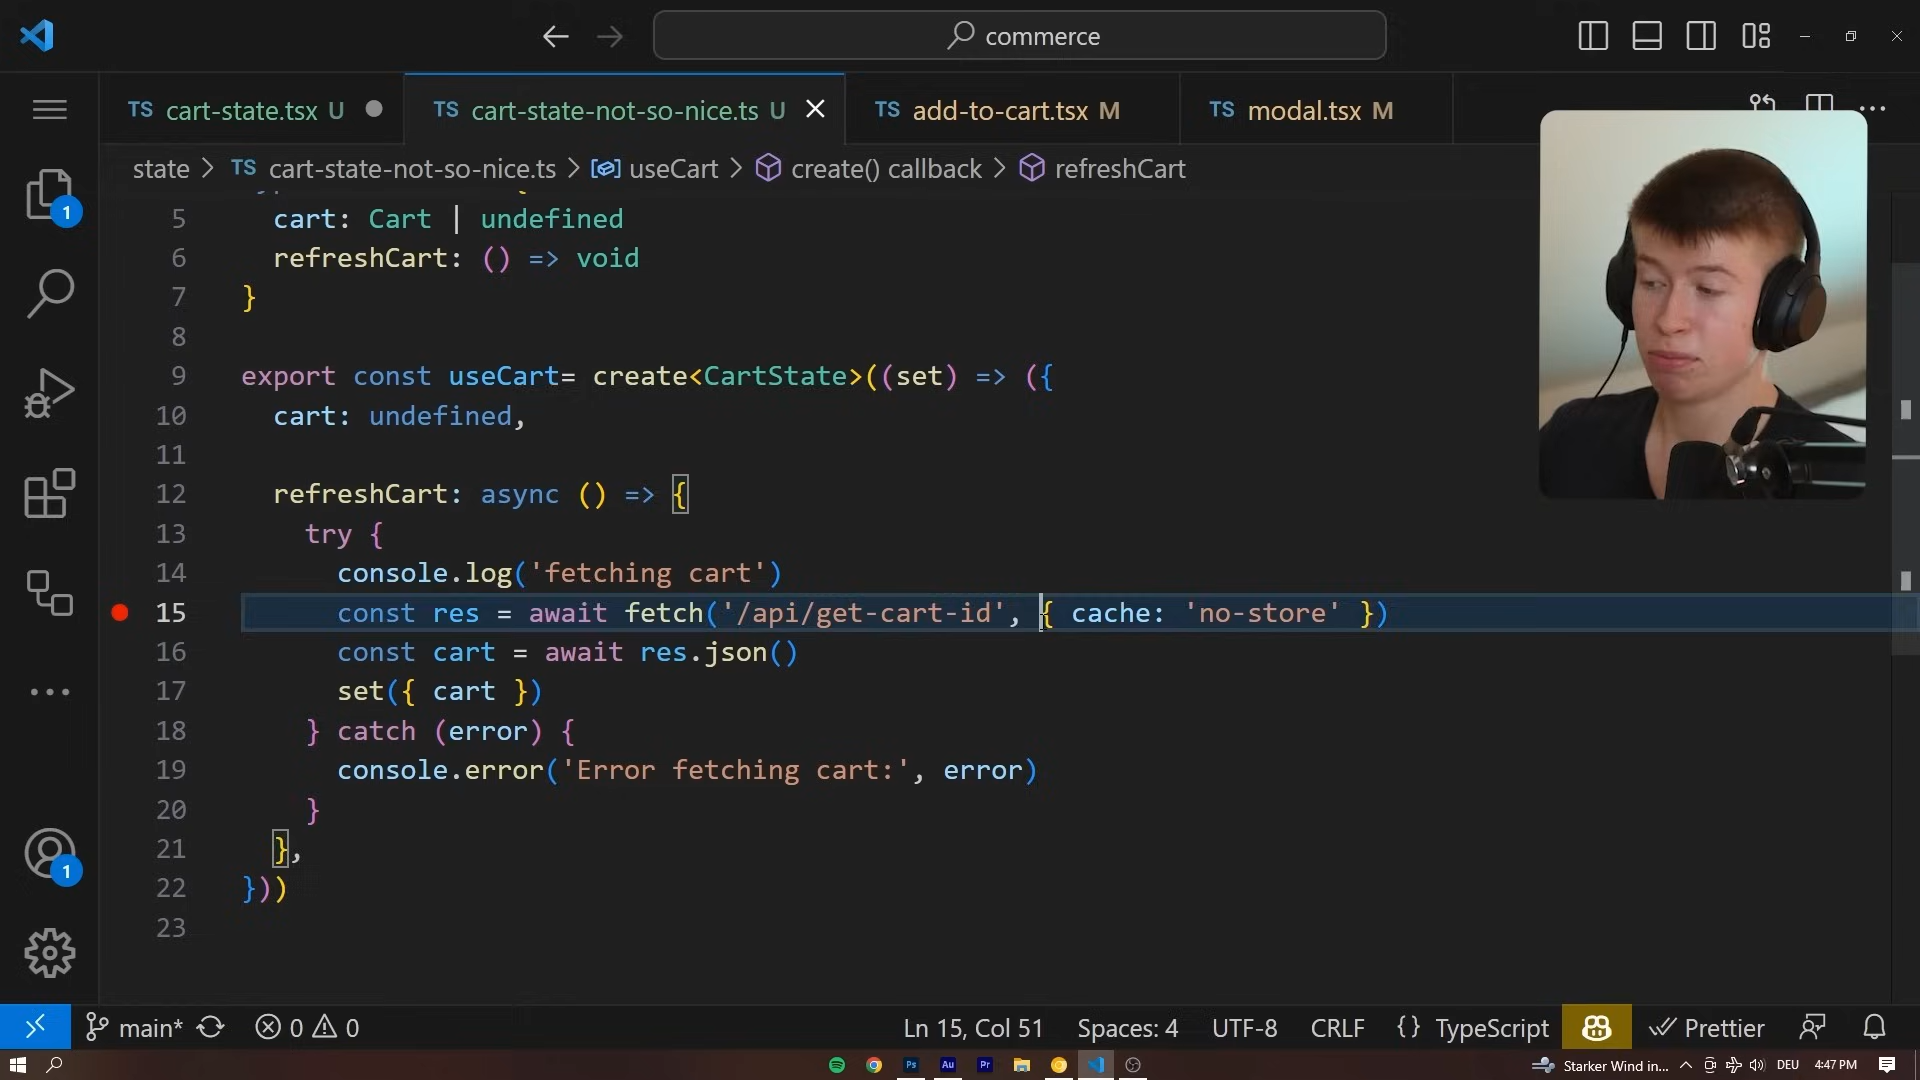 commerce
TS cart-state.tsx U
TS cart-state-not-so-nice.ts U
TS add-to-cart.tsx M
TS modal.tsx M
state > TS cart-state-not-so-nice.ts > useCart > create() callback > refreshCart
5 cart: Cart | undefined
6 refreshCart: () => void
7 }
8
9 export const useCart= create<CartState>((set) => ({
10 cart: undefined,
11
12 refreshCart: async () => {
13 try {
14 console.log('fetching cart')
15 const res = await fetch('/api/get-cart-id', { cache: 'no-store' })
16 const cart = await res.json()
17 set({ cart })
18 } catch (error) {
19 console.error('Error fetching cart:', error)
20 }
21 },
22 }))
23
1
1
main* 0 0 Ln 15, Col 51 Spaces: 4 UTF-8 CRLF {} TypeScript Prettier
Ps Au Pr Starker Wind in... DEU 4:47 PM